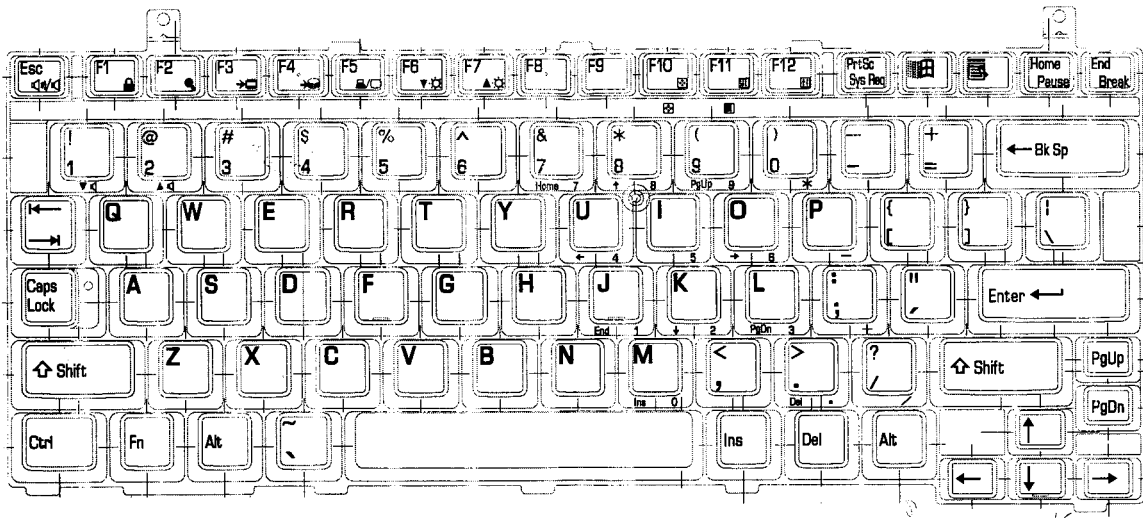 Esc F1 F2 F3 F4 F5 F6 F7 F8 F9 F10 F11 F12 PrtSc Home End
Sys Req Pause Break
! @ # $ % ^ & * ( ) — + ← Bk Sp
1 2 3 4 5 6 7 8 9 0 – =
Home 7 ↑ 8 PgUp 9 *
Q W E R T Y U I O P { } ¦
[ ] \
← 4 5 → 6 –
Caps A S D F G H J K L : " Enter ←
Lock ; ′
End 1 ↓ 2 PgDn 3 +
⇧ Shift Z X C V B N M < > ? ⇧ Shift PgUp
, . /
Ins 0 Del . /
PgDn
Ctrl Fn Alt ~ Ins Del Alt ↑
`
← ↓ →